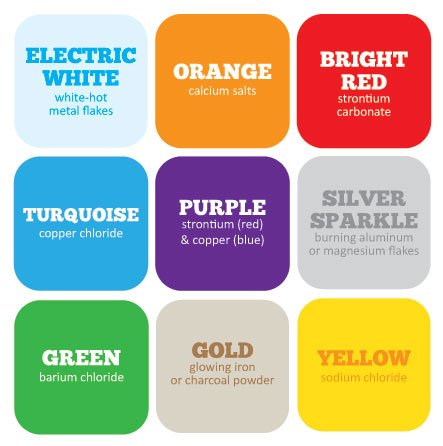 ELECTRIC
WHITE
white-hot
metal flakes
ORANGE
calcium salts
BRIGHT
RED
strontium
carbonate
TURQUOISE
copper chloride
PURPLE
strontium (red)
& copper (blue)
SILVER
SPARKLE
burning aluminum
or magnesium flakes
GREEN
barium chloride
GOLD
glowing iron
or charcoal powder
YELLOW
sodium chloride